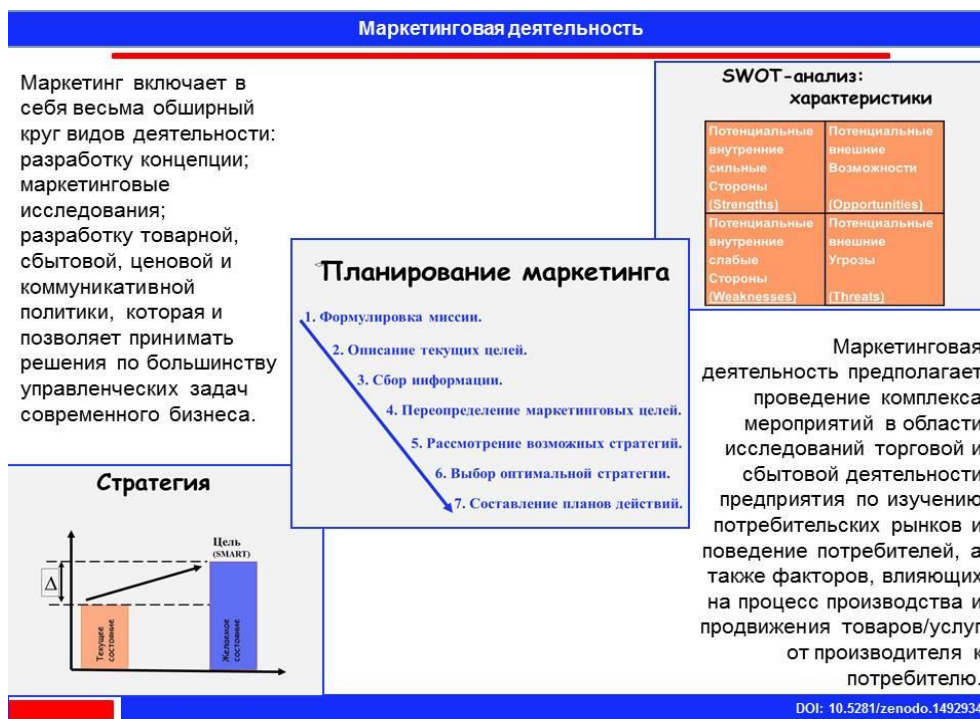 Маркетинговая деятельность
Маркетинг включает в
себя весьма обширный
круг видов деятельности:
разработку концепции;
маркетинговые
исследования;
разработку товарной,
сбытовой, ценовой и
коммуникативной
политики, которая и
позволяет принимать
решения по большинству
управленческих задач
современного бизнеса.
SWOT-анализ:
характеристики
Потенциальные
внутренние
сильные
Стороны
(Strengths)
Потенциальные
внешние
Возможности
(Opportunities)
Потенциальные
внутренние
слабые
Стороны
(Weaknesses)
Потенциальные
внешние
Угрозы
(Threats)
Планирование маркетинга
1. Формулировка миссии.
2. Описание текущих целей.
3. Сбор информации.
4. Переопределение маркетинговых целей.
5. Рассмотрение возможных стратегий.
6. Выбор оптимальной стратегии.
7. Составление планов действий.
Стратегия
Цель
(SMART)
Δ
Текущее
состояние
Желаемое
состояние
Маркетинговая
деятельность предполагает
проведение комплекса
мероприятий в области
исследований торговой и
сбытовой деятельности
предприятия по изучению
потребительских рынков и
поведение потребителей, а
также факторов, влияющих
на процесс производства и
продвижения товаров/услуг
от производителя к
потребителю.
DOI: 10.5281/zenodo.1492934